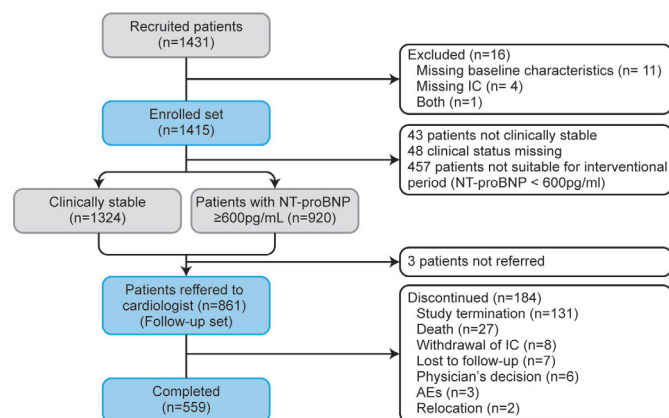 Recruited patients
(n=1431)
Excluded (n=16)
Missing baseline characteristics (n= 11)
Missing IC (n= 4)
Both (n=1)
Enrolled set
(n=1415)
43 patients not clinically stable
48 clinical status missing
457 patients not suitable for interventional
period (NT-proBNP < 600pg/ml)
Clinically stable
(n=1324)
Patients with NT-proBNP
≥600pg/mL (n=920)
3 patients not referred
Patients reffered to
cardiologist (n=861)
(Follow-up set)
Discontinued (n=184)
Study termination (n=131)
Death (n=27)
Withdrawal of IC (n=8)
Lost to follow-up (n=7)
Physician's decision (n=6)
AEs (n=3)
Relocation (n=2)
Completed
(n=559)